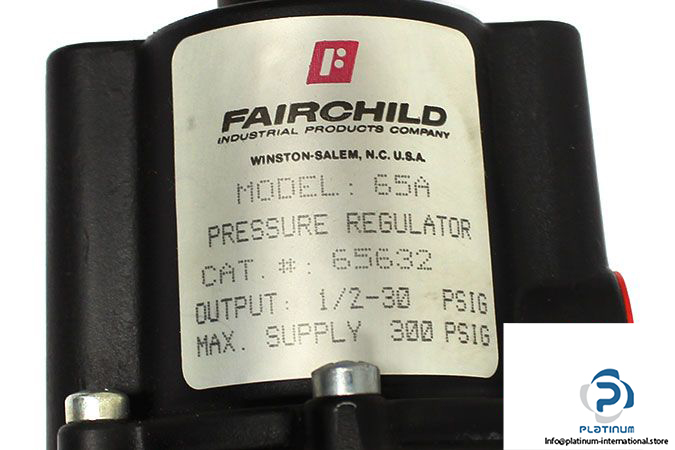 FAIRCHILD
INDUSTRIAL PRODUCTS COMPANY
WINSTON-SALEM, N.C. U.S.A.
MODEL: 65A
PRESSURE REGULATOR
CAT. #: 65632
OUTPUT: 1/2-30 PSIG
MAX. SUPPLY 300 PSIG
PLATINUM
Info@platinum-international.store